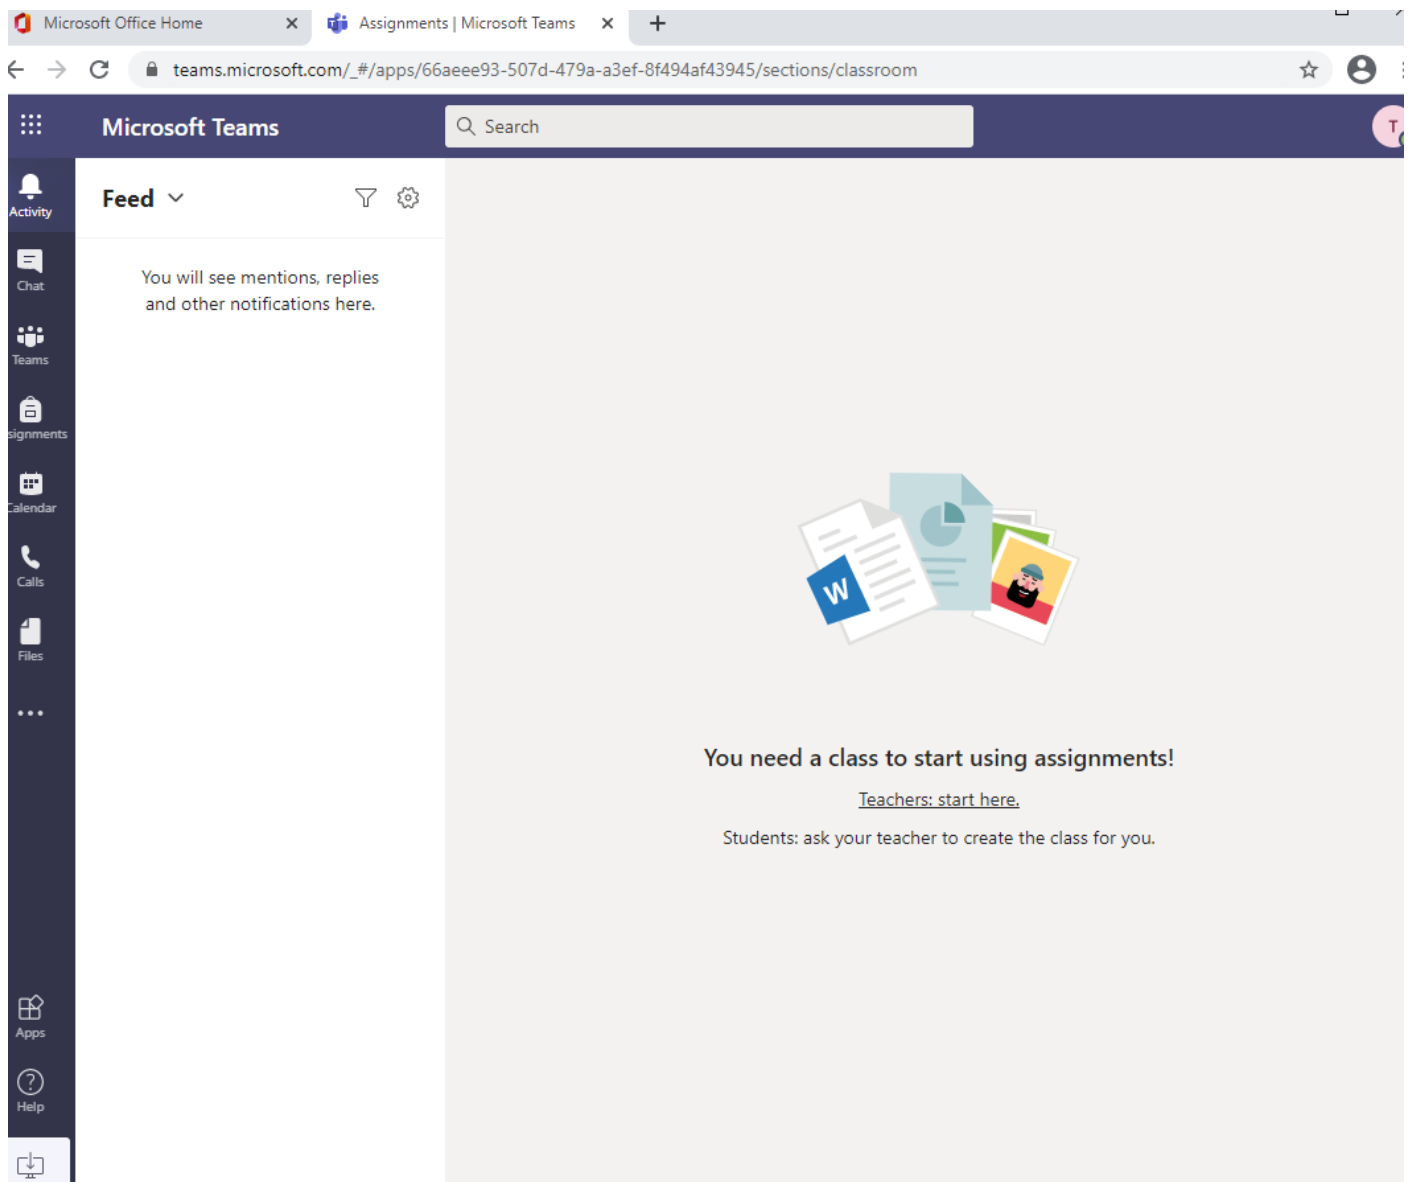 Microsoft Office Home
Assignments | Microsoft Teams
teams.microsoft.com/_#/apps/66aeee93-507d-479a-a3ef-8f494af43945/sections/classroom
Microsoft Teams
Search
T
Activity
Chat
Teams
signments
Calendar
Calls
Files
Apps
Help
Feed
You will see mentions, replies
and other notifications here.
W
You need a class to start using assignments!
Teachers: start here.
Students: ask your teacher to create the class for you.